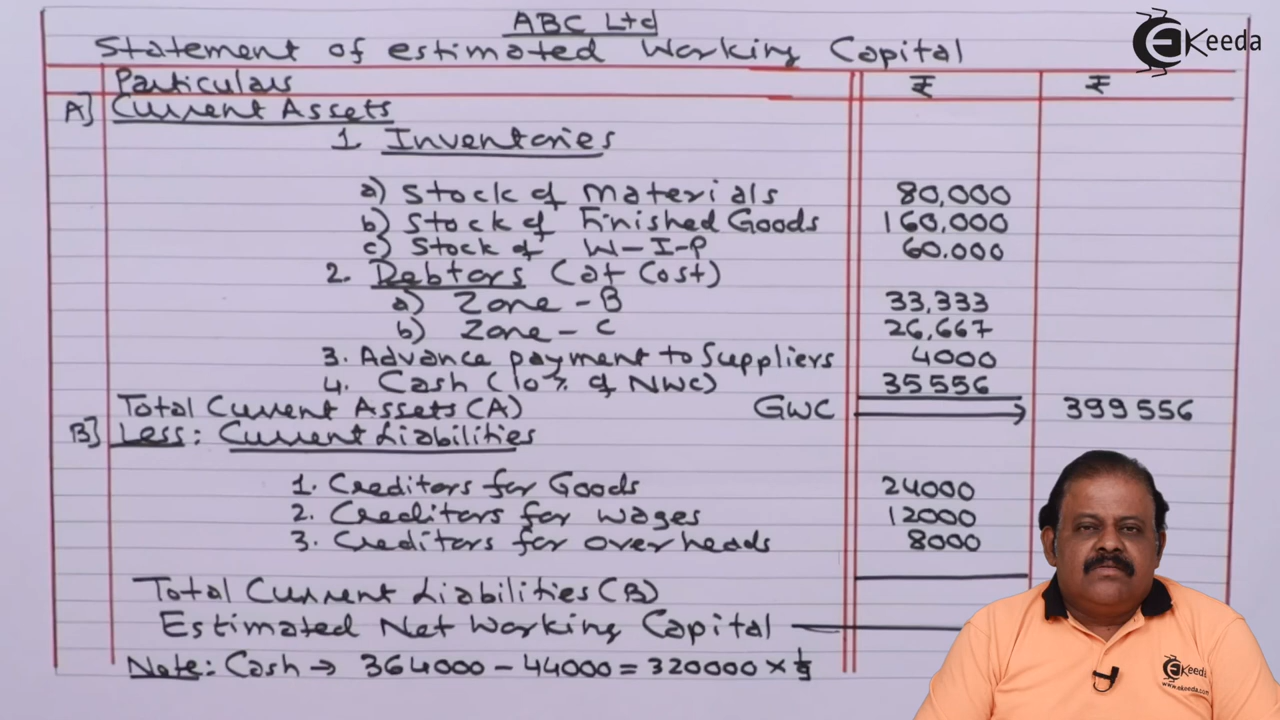 ABC Ltd
Statement of estimated Working Capital
Ekeeda
Particulars ₹ ₹
A] Current Assets
1. Inventories
a) Stock of Materials 80,000
b) Stock of Finished Goods 160,000
c) Stock of W-I-P 60.000
2. Debtors (at Cost)
a) Zone - B 33,333
b) Zone - C 26,667
3. Advance payment to Suppliers 4000
4. Cash (10% of NWC) 35556
Total Current Assets (A) GWC 399556
B] Less: Current Liabilities
1. Creditors for Goods 24000
2. Creditors for wages 12000
3. Creditors for overheads 8000
Total Current Liabilities (B)
Estimated Net Working Capital
Note: Cash → 364000 - 44000 = 320000 × 1/9
Ekeeda
www.ekeeda.com